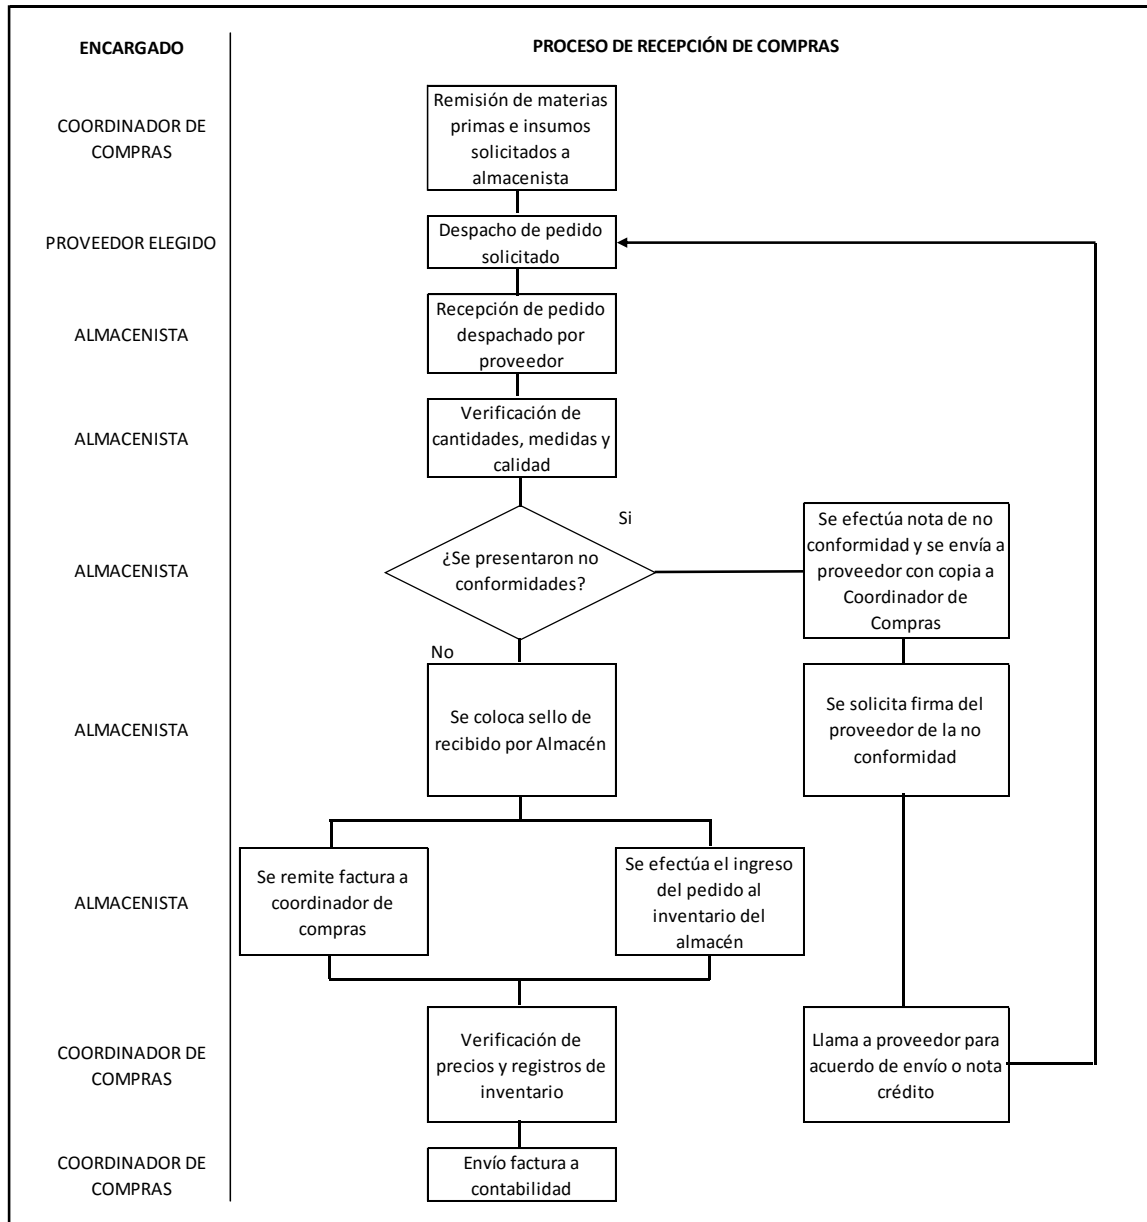 ENCARGADO
PROCESO DE RECEPCIÓN DE COMPRAS
COORDINADOR DE
COMPRAS
Remisión de materias
primas e insumos
solicitados a
almacenista
PROVEEDOR ELEGIDO
Despacho de pedido
solicitado
ALMACENISTA
Recepción de pedido
despachado por
proveedor
ALMACENISTA
Verificación de
cantidades, medidas y
calidad
ALMACENISTA
¿Se presentaron no
conformidades?
Si
Se efectúa nota de no
conformidad y se envía a
proveedor con copia a
Coordinador de
Compras
No
ALMACENISTA
Se coloca sello de
recibido por Almacén
Se solicita firma del
proveedor de la no
conformidad
ALMACENISTA
Se remite factura a
coordinador de
compras
Se efectúa el ingreso
del pedido al
inventario del
almacén
COORDINADOR DE
COMPRAS
Verificación de
precios y registros de
inventario
Llama a proveedor para
acuerdo de envío o nota
crédito
COORDINADOR DE
COMPRAS
Envío factura a
contabilidad